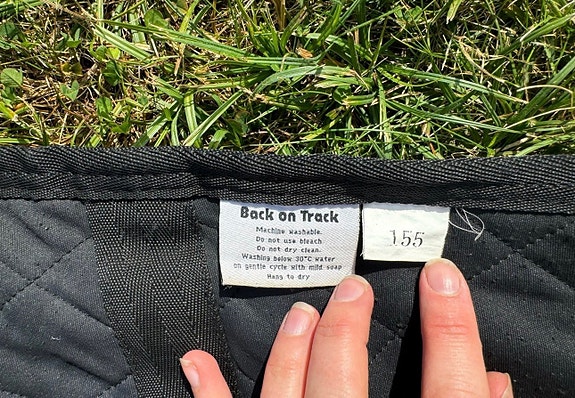 Back on Track
Machine washable.
Do not use bleach
Do not dry clean.
Washing below 30°C water
on gentle cycle with mild soap
Hang to dry
155